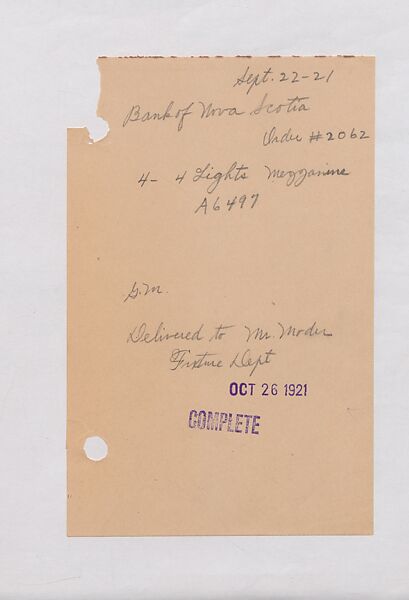 Sept. 22-21
Bank of Nova Scotia
Order #2062
4- 4 Lights Mezzanine
A6497
G.M.
Delivered to Mr. Moder
Fixture Dept
OCT 26 1921
COMPLETE